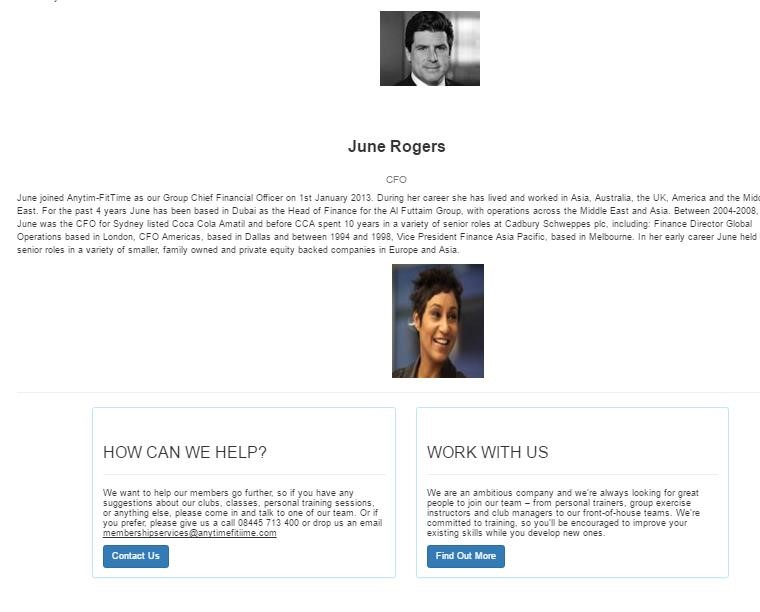 June Rogers
CFO
June joined Anytim-FitTime as our Group Chief Financial Officer on 1st January 2013. During her career she has lived and worked in Asia, Australia, the UK, America and the
East. For the past 4 years June has been based in Dubai as the Head of Finance for the Al Futtaim Group, with operations across the Middle East and Asia. Between 2004-2008,
June was the CFO for Sydney listed Coca Cola Amatil and before CCA spent 10 years in a variety of senior roles at Cadbury Schweppes plc, including: Finance Director Global
Operations based in London, CFO Americas, based in Dallas and between 1994 and 1998, Vice President Finance Asia Pacific, based in Melbourne. In her early career June held
senior roles in a variety of smaller, family owned and private equity backed companies in Europe and Asia.
HOW CAN WE HELP?
We want to help our members go further, so if you have any
suggestions about our clubs, classes, personal training sessions,
or anything else, please come in and talk to one of our team. Or if
you prefer, please give us a call 08445 713 400 or drop us an email
membershipservices@anytimefitiime.com
Contact Us
WORK WITH US
We are an ambitious company and we're always looking for great
people to join our team – from personal trainers, group exercise
instructors and club managers to our front-of-house teams. We're
committed to training, so you'll be encouraged to improve your
existing skills while you develop new ones.
Find Out More